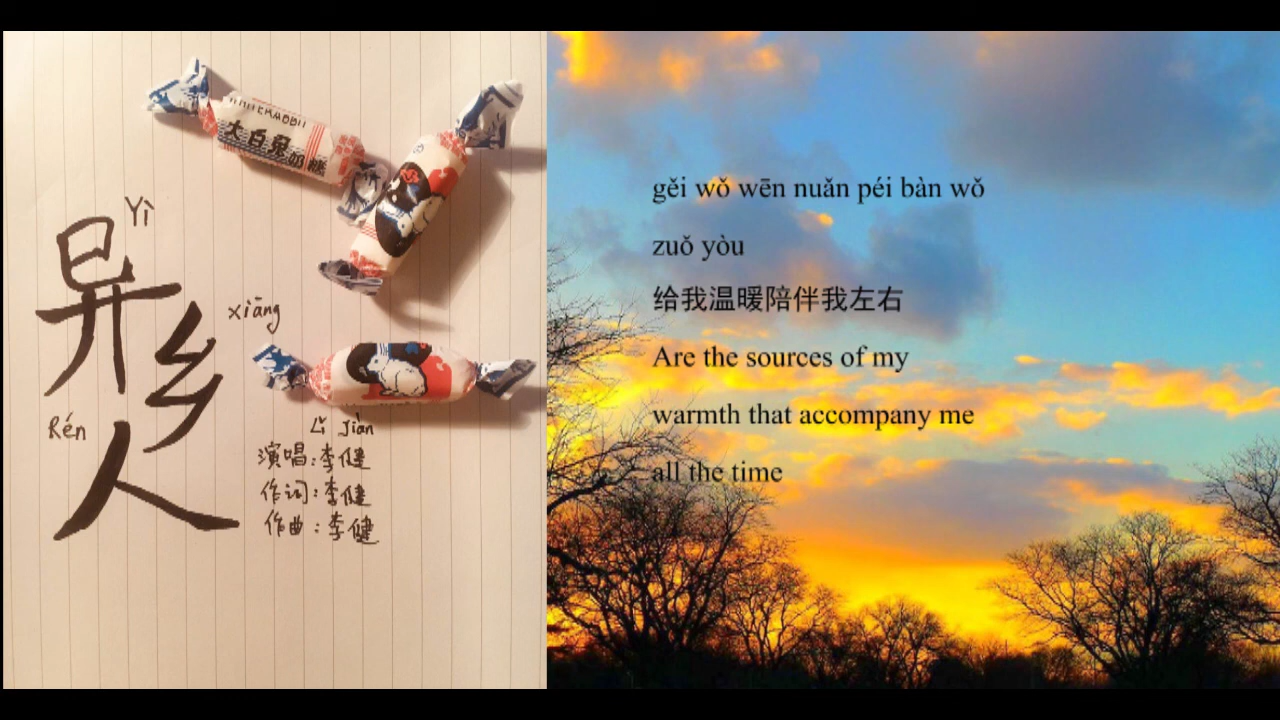 Yì
异
xiāng
乡
Rén
人
大白兔奶糖
Lǐ Jiàn
演唱:李健
作词:李健
作曲:李健
gěi wǒ wēn nuǎn péi bàn wǒ
zuǒ yòu
给我温暖陪伴我左右
Are the sources of my
warmth that accompany me
all the time